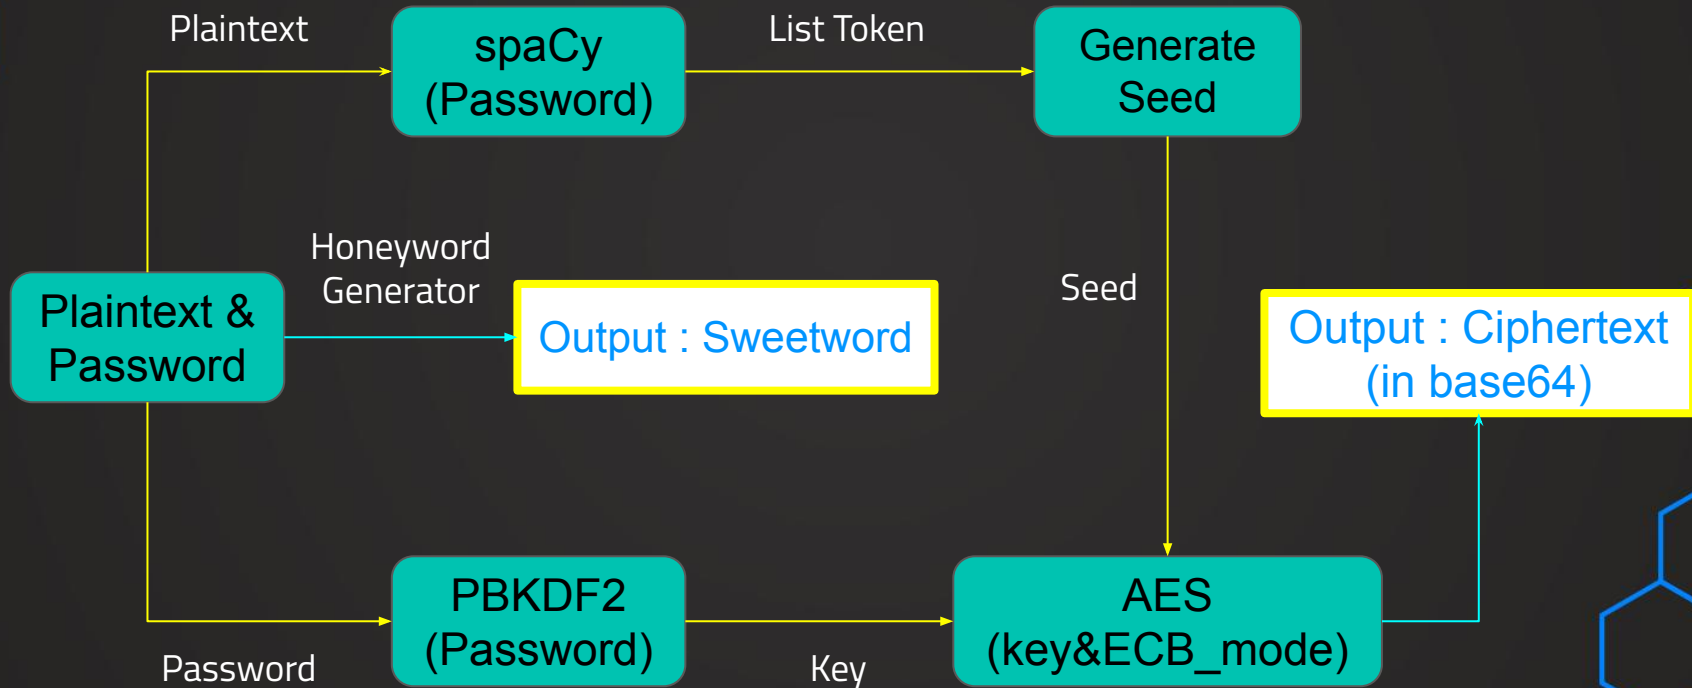 Plaintext
spaCy
(Password)
List Token
Generate
Seed
Honeyword
Generator
Plaintext &
Password
Output : Sweetword
Seed
Output : Ciphertext
(in base64)
PBKDF2
(Password)
AES
(key&ECB_mode)
Password
Key